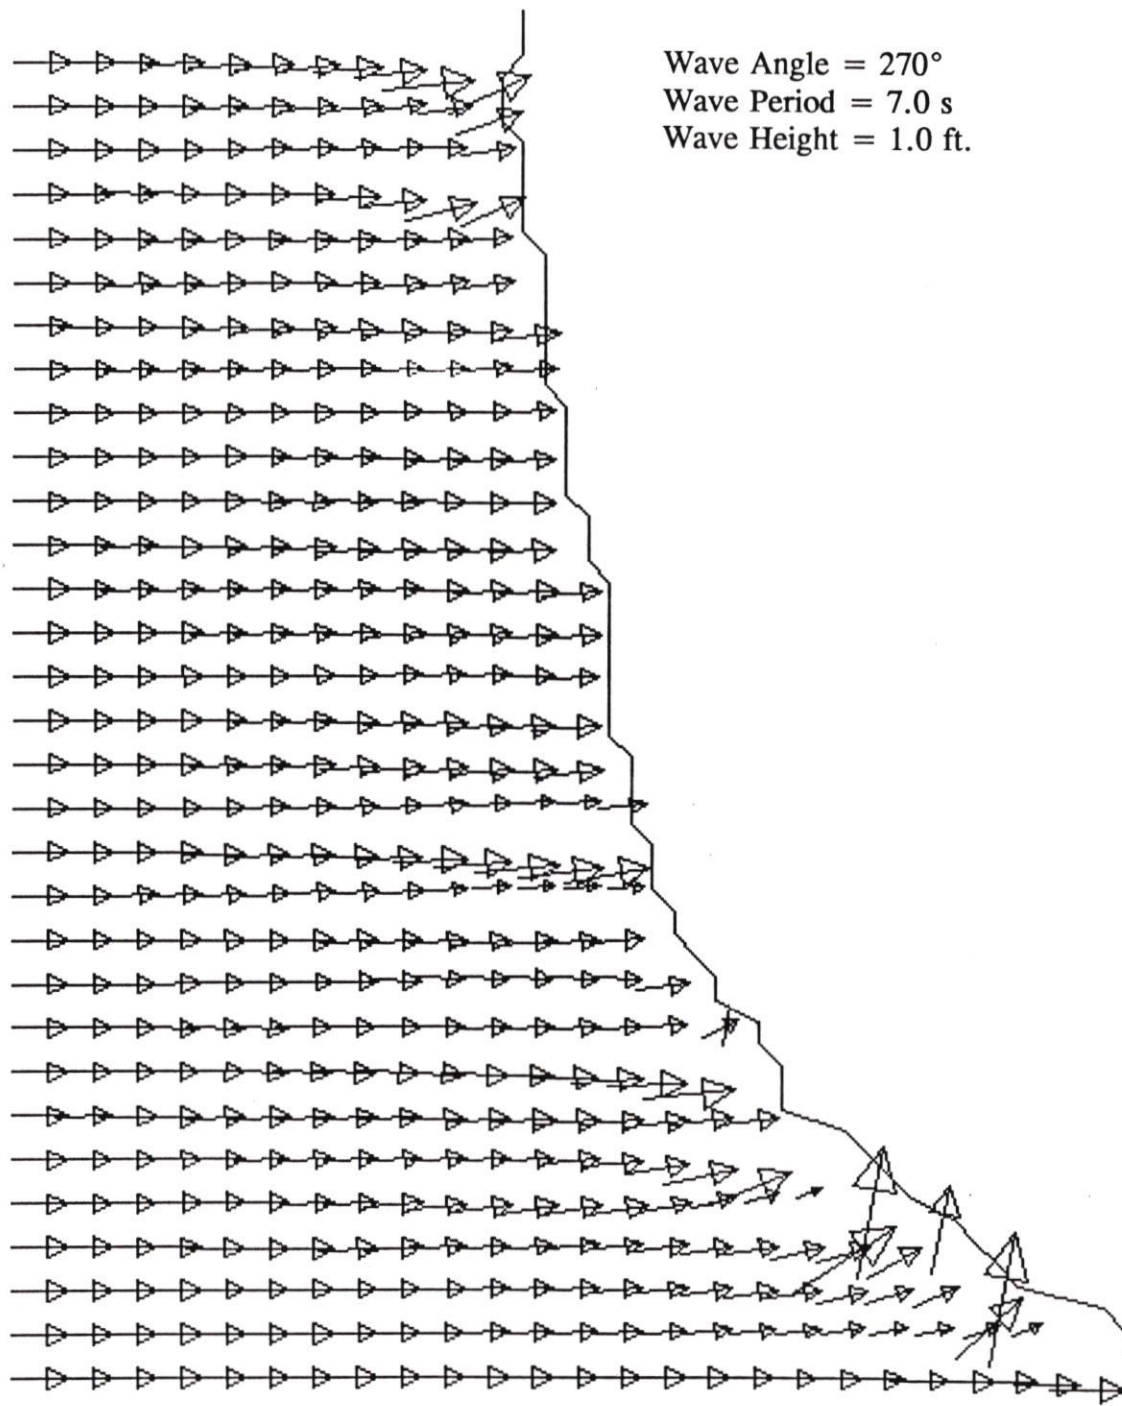 Wave Angle = 270°
Wave Period = 7.0 s
Wave Height = 1.0 ft.